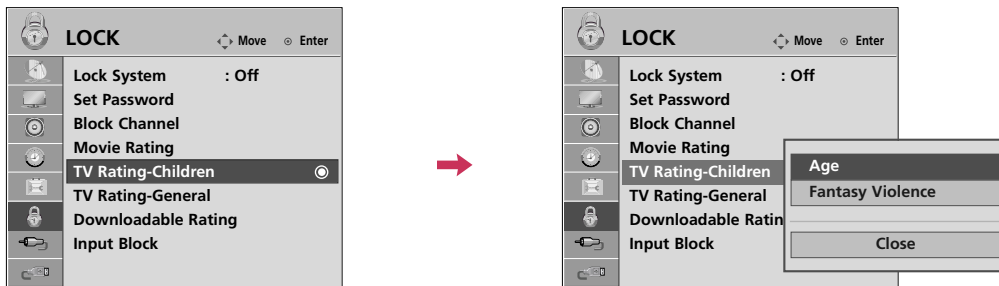 LOCK Move Enter
Lock System : Off
Set Password
Block Channel
Movie Rating
TV Rating-Children
TV Rating-General
Downloadable Rating
Input Block
LOCK Move Enter
Lock System : Off
Set Password
Block Channel
Movie Rating
TV Rating-Children
TV Rating-General
Downloadable Ratin
Input Block
Age
Fantasy Violence
Close